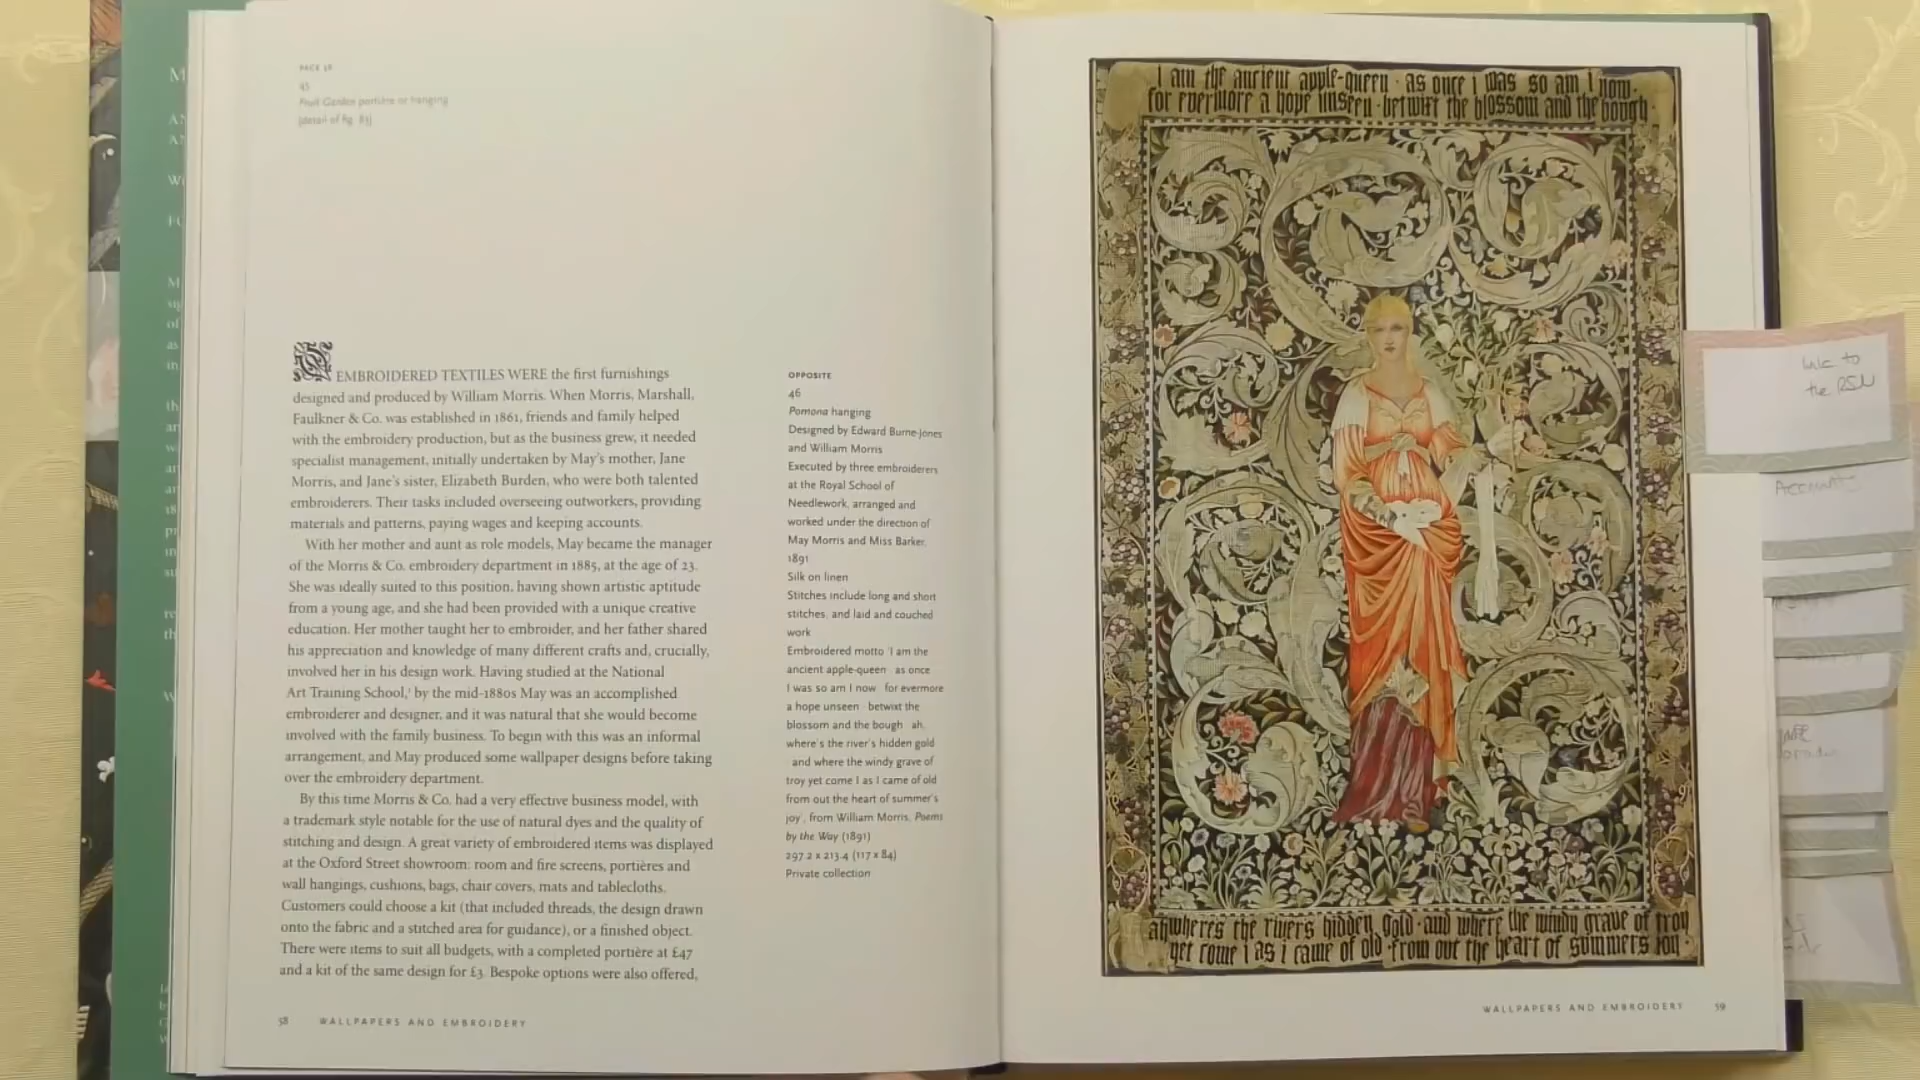 PAGE 56
45
Fruit Garden portière or hanging
(detail of fig. 83)
EMBROIDERED TEXTILES WERE the first furnishings
designed and produced by William Morris. When Morris, Marshall,
Faulkner & Co. was established in 1861, friends and family helped
with the embroidery production, but as the business grew, it needed
specialist management, initially undertaken by May's mother, Jane
Morris, and Jane's sister, Elizabeth Burden, who were both talented
embroiderers. Their tasks included overseeing outworkers, providing
materials and patterns, paying wages and keeping accounts.
With her mother and aunt as role models, May became the manager
of the Morris & Co. embroidery department in 1885, at the age of 23.
She was ideally suited to this position, having shown artistic aptitude
from a young age, and she had been provided with a unique creative
education. Her mother taught her to embroider, and her father shared
his appreciation and knowledge of many different crafts and, crucially,
involved her in his design work. Having studied at the National
Art Training School,¹ by the mid-1880s May was an accomplished
embroiderer and designer, and it was natural that she would become
involved with the family business. To begin with this was an informal
arrangement, and May produced some wallpaper designs before taking
over the embroidery department.
By this time Morris & Co. had a very effective business model, with
a trademark style notable for the use of natural dyes and the quality of
stitching and design. A great variety of embroidered items was displayed
at the Oxford Street showroom: room and fire screens, portières and
wall hangings, cushions, bags, chair covers, mats and tablecloths.
Customers could choose a kit (that included threads, the design drawn
onto the fabric and a stitched area for guidance), or a finished object.
There were items to suit all budgets, with a completed portière at £47
and a kit of the same design for £3. Bespoke options were also offered,
58 WALLPAPERS AND EMBROIDERY
OPPOSITE
46
Pomona hanging
Designed by Edward Burne-Jones
and William Morris
Executed by three embroiderers
at the Royal School of
Needlework, arranged and
worked under the direction of
May Morris and Miss Barker,
1891
Silk on linen
Stitches include long and short
stitches, and laid and couched
work
Embroidered motto 'I am the
ancient apple-queen as once
I was so am I now for evermore
a hope unseen betwixt the
blossom and the bough ah,
where's the river's hidden gold
and where the windy grave of
troy yet come I as I came of old
from out the heart of summer's
joy', from William Morris, Poems
by the Way (1891)
297.2 x 213.4 (117 x 84)
Private collection
i am the ancient apple-queen · as once i was so am i now ·
for evermore a hope unseen · betwixt the blossom and the bough ·
ah wheres the rivers hidden gold · and where the windy grave of troy
yet come i as i came of old · from out the heart of summers joy ·
WALLPAPERS AND EMBROIDERY 59
link to
the RSN
Accounts